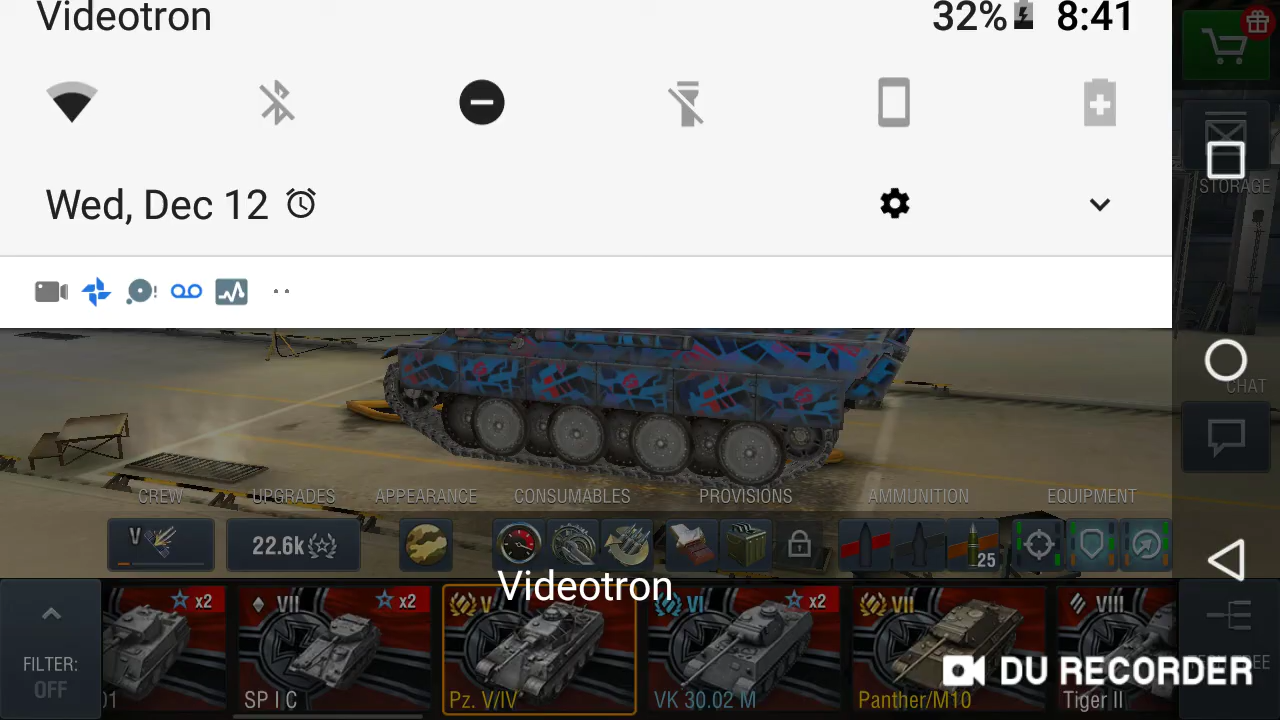 Videotron
32% 8:41
Wed, Dec 12
STORAGE
CHAT
CREW UPGRADES APPEARANCE CONSUMABLES PROVISIONS AMMUNITION EQUIPMENT
V 22.6k 25
Videotron
x2 VII x2 V VI x2 VII VIII
FILTER:
OFF
SP I C Pz. V/IV VK 30.02 M Panther/M10 Tiger II
DU RECORDER